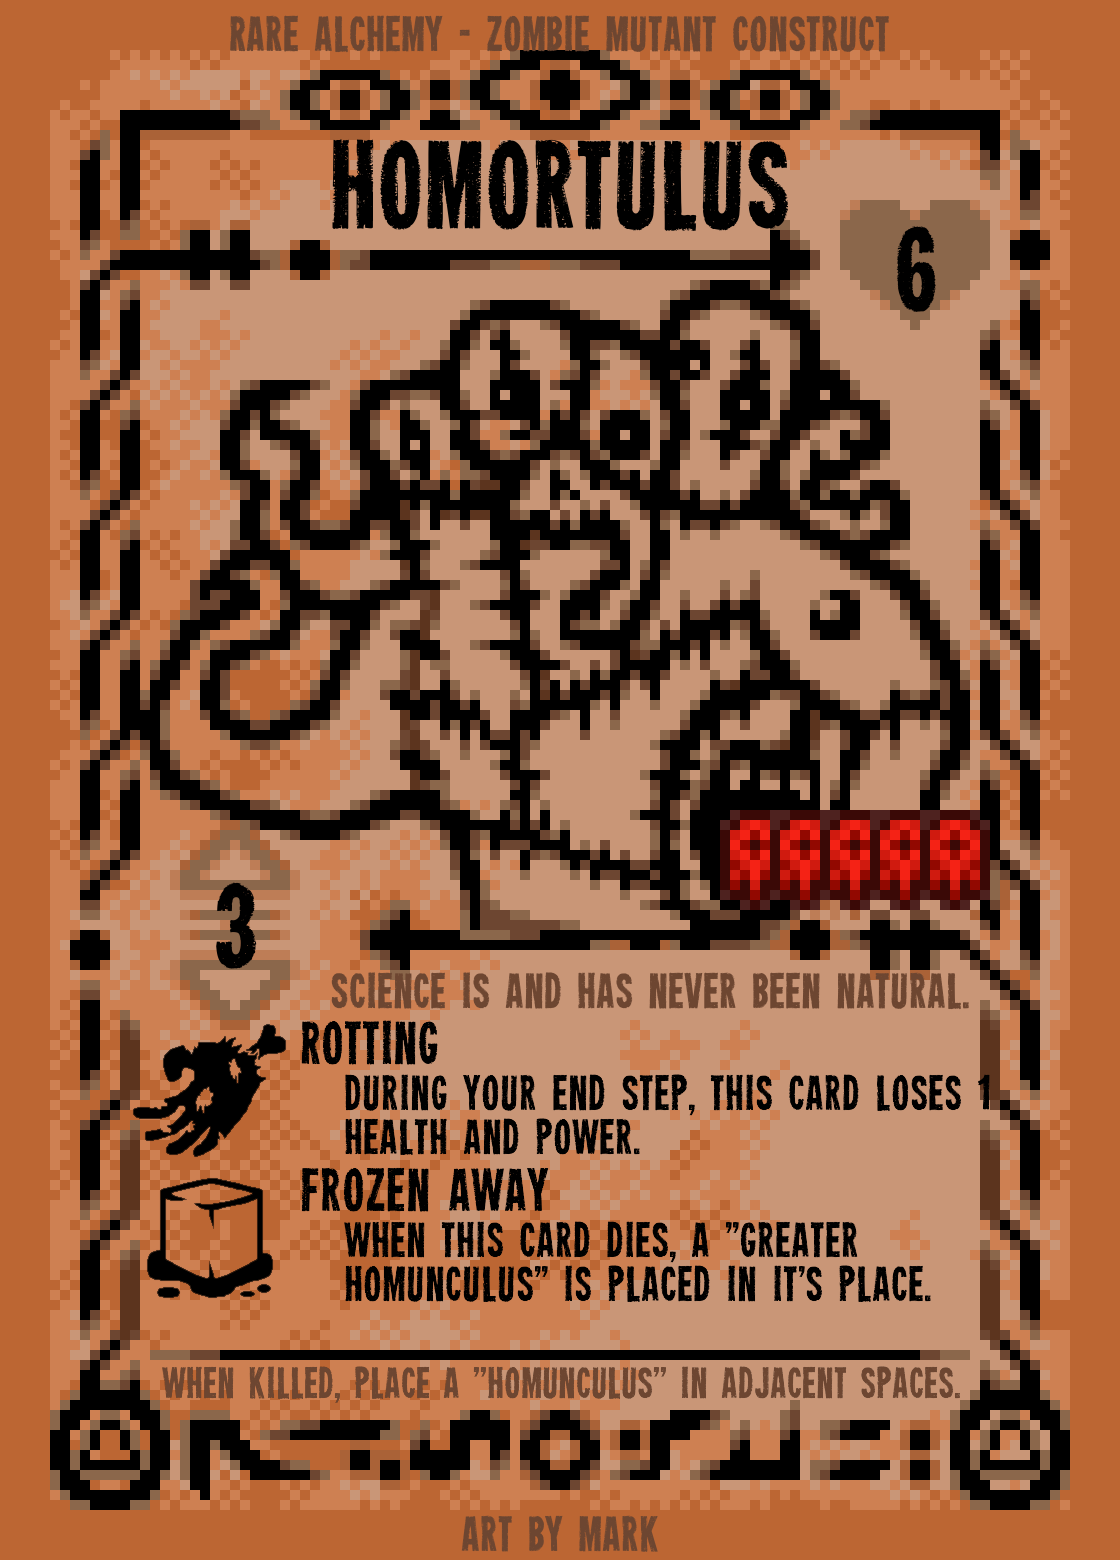 RARE ALCHEMY - ZOMBIE MUTANT CONSTRUCT
HOMORTULUS
6
3
SCIENCE IS AND HAS NEVER BEEN NATURAL.
ROTTING
DURING YOUR END STEP, THIS CARD LOSES 1
HEALTH AND POWER.
FROZEN AWAY
WHEN THIS CARD DIES, A "GREATER
HOMUNCULUS" IS PLACED IN IT'S PLACE.
WHEN KILLED, PLACE A "HOMUNCULUS" IN ADJACENT SPACES.
ART BY MARK